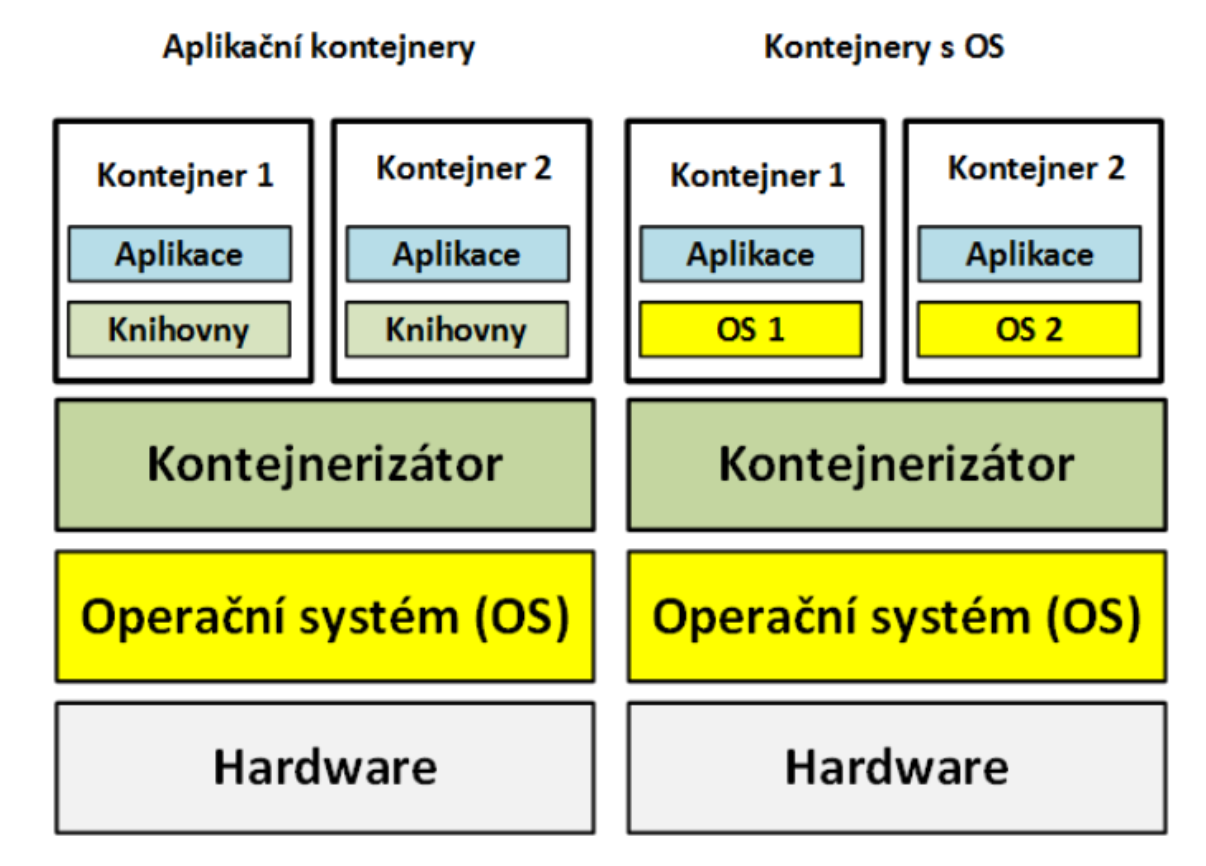 Aplikační kontejnery
Kontejner 1
Aplikace
Knihovny
Kontejner 2
Aplikace
Knihovny
Kontejnerizátor
Operační systém (OS)
Hardware
Kontejnery s OS
Kontejner 1
Aplikace
OS 1
Kontejner 2
Aplikace
OS 2
Kontejnerizátor
Operační systém (OS)
Hardware